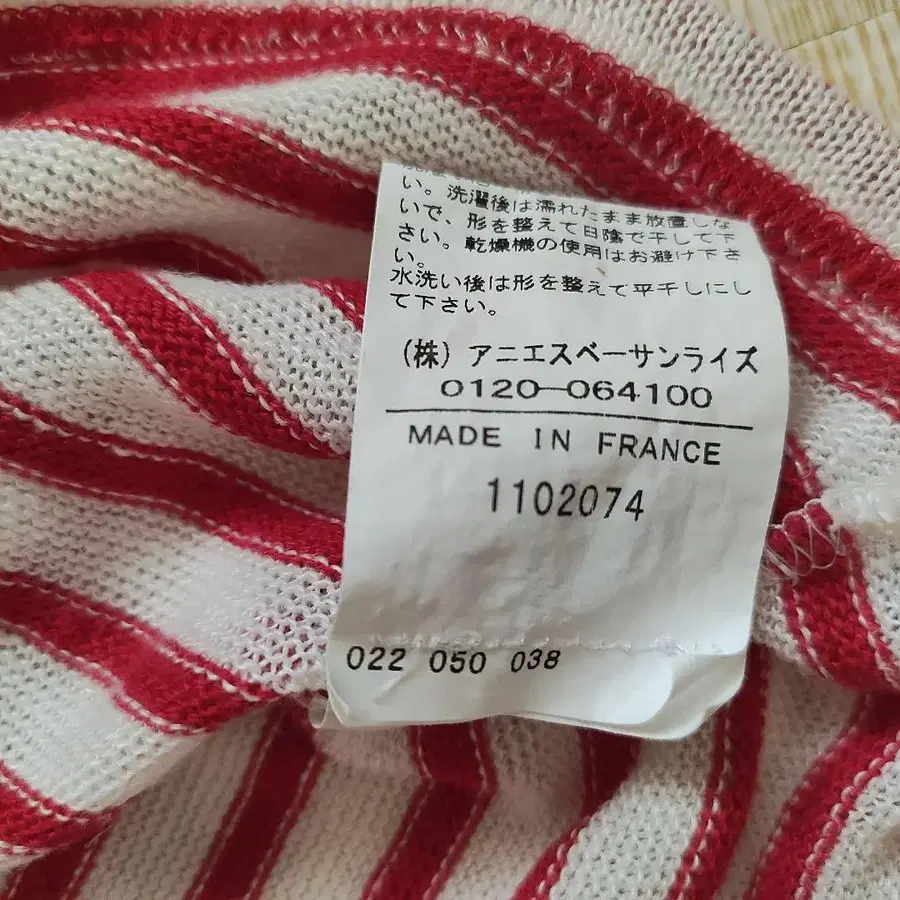 い。洗濯後は濡れたまま放置しな
いで、形を整えて日陰で干して下
さい。乾燥機の使用はお避け下さ
い。
水洗い後は形を整えて平干しにし
て下さい。
(株) アニエスベーサンライズ
0120-064100
MADE IN FRANCE
1102074
022 050 038